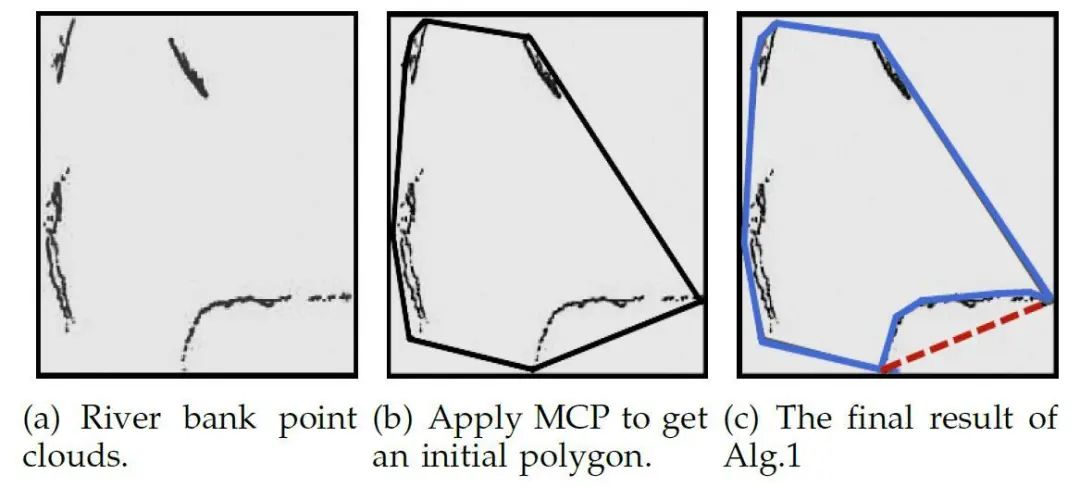 (a) River bank point clouds.
(b) Apply MCP to get an initial polygon.
(c) The final result of Alg.1